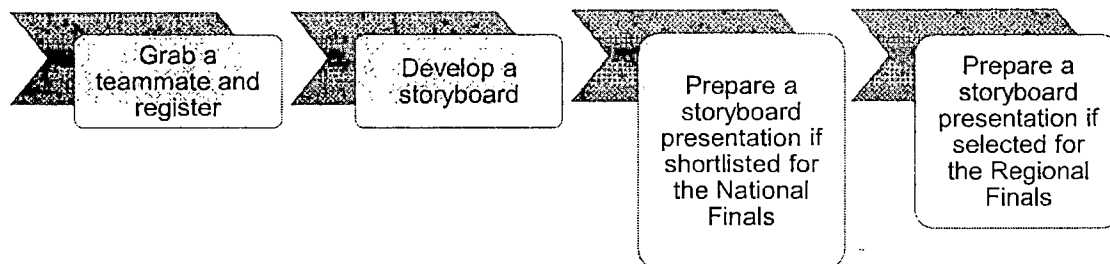 Grab a
teammate and
register
Develop a
storyboard
Prepare a
storyboard
presentation if
shortlisted for
the National
Finals
Prepare a
storyboard
presentation if
selected for
the Regional
Finals